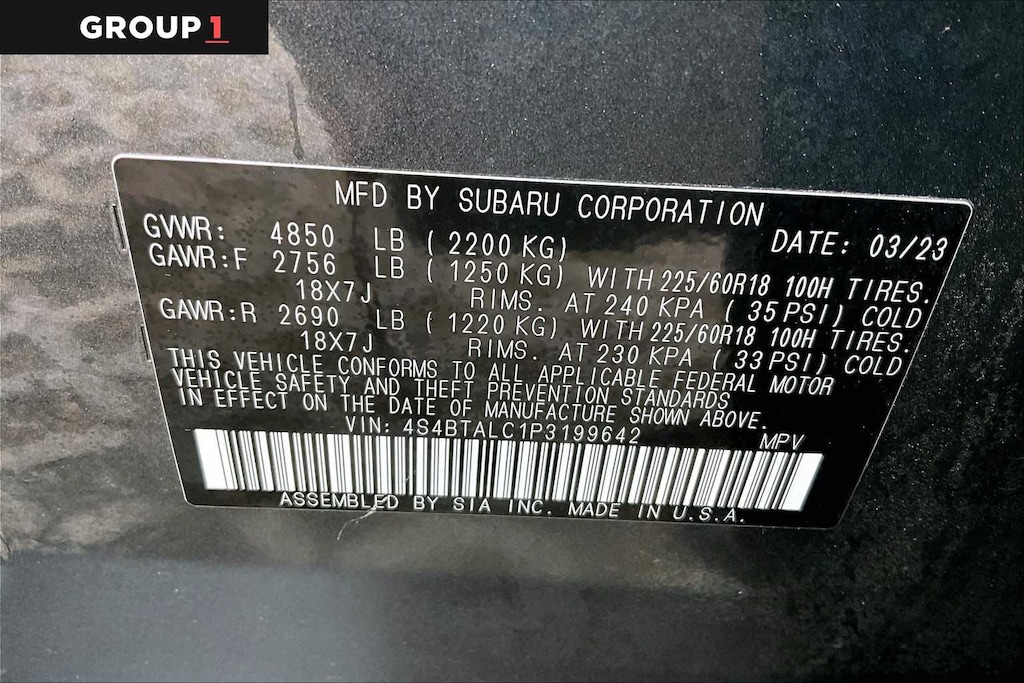 GROUP 1
MFD BY SUBARU CORPORATION
GVWR: 4850 LB ( 2200 KG) DATE: 03/23
GAWR:F 2756 LB ( 1250 KG) WITH 225/60R18 100H TIRES.
18X7J RIMS. AT 240 KPA ( 35 PSI) COLD
GAWR:R 2690 LB ( 1220 KG) WITH 225/60R18 100H TIRES.
18X7J RIMS. AT 230 KPA ( 33 PSI) COLD
THIS VEHICLE CONFORMS TO ALL APPLICABLE FEDERAL MOTOR
VEHICLE SAFETY AND THEFT PREVENTION STANDARDS
IN EFFECT ON THE DATE OF MANUFACTURE SHOWN ABOVE.
VIN: 4S4BTALC1P3199642 MPV
ASSEMBLED BY SIA INC. MADE IN U.S.A.